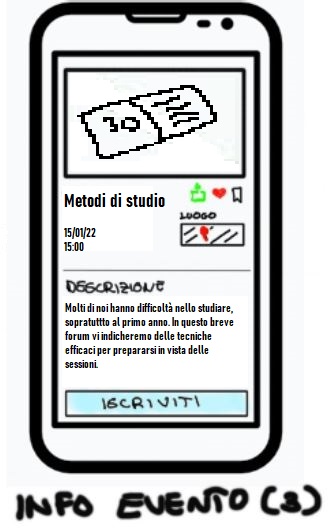 30
Metodi di studio
LUOGO
15/01/22
15:00
DESCRIZIONE
Molti di noi hanno difficoltà nello studiare,
sopratuttto al primo anno. In questo breve
forum vi indicheremo delle tecniche
efficaci per prepararsi in vista delle
sessioni.
ISCRIVITI
INFO EVENTO (3)